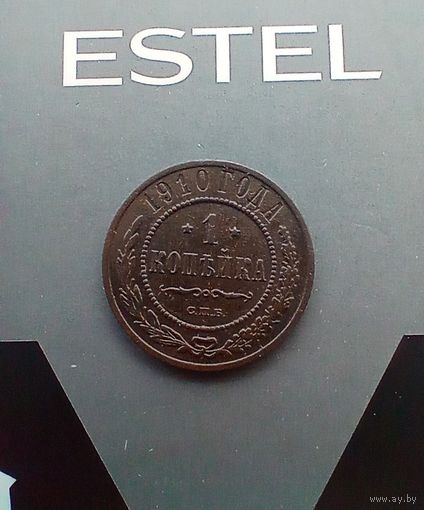 ESTEL
1910 ГОДА
★ 1 ★
КОПѢЙКА
С.П.Б.
www.ay.by